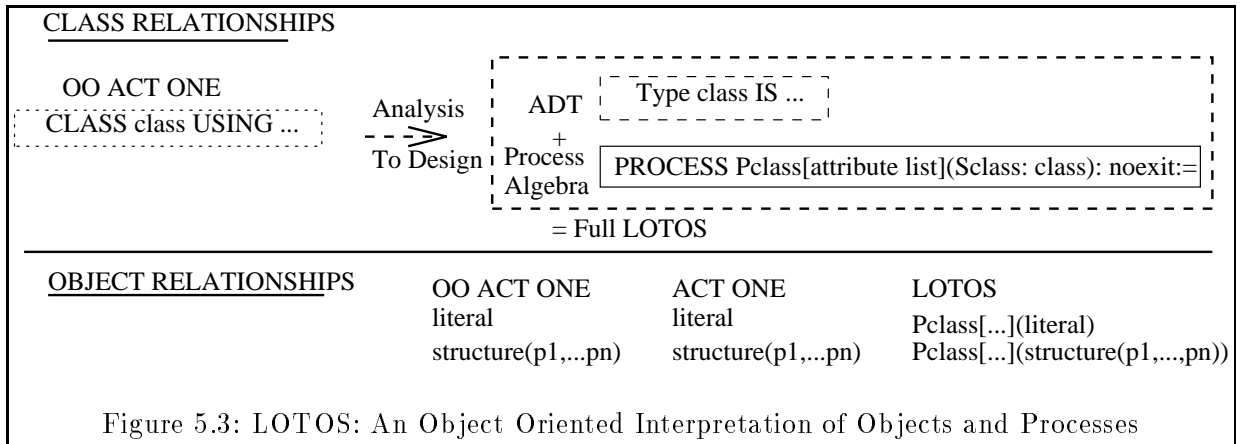 CLASS RELATIONSHIPS
OO ACT ONE
CLASS class USING ...
Analysis
To Design
ADT
+
Process
Algebra
Type class IS ...
PROCESS Pclass[attribute list](Sclass: class): noexit:=
= Full LOTOS
OBJECT RELATIONSHIPS
OO ACT ONE
literal
structure(p1,...pn)
ACT ONE
literal
structure(p1,...pn)
LOTOS
Pclass[...](literal)
Pclass[...](structure(p1,...,pn))
Figure 5.3: LOTOS: An Object Oriented Interpretation of Objects and Processes